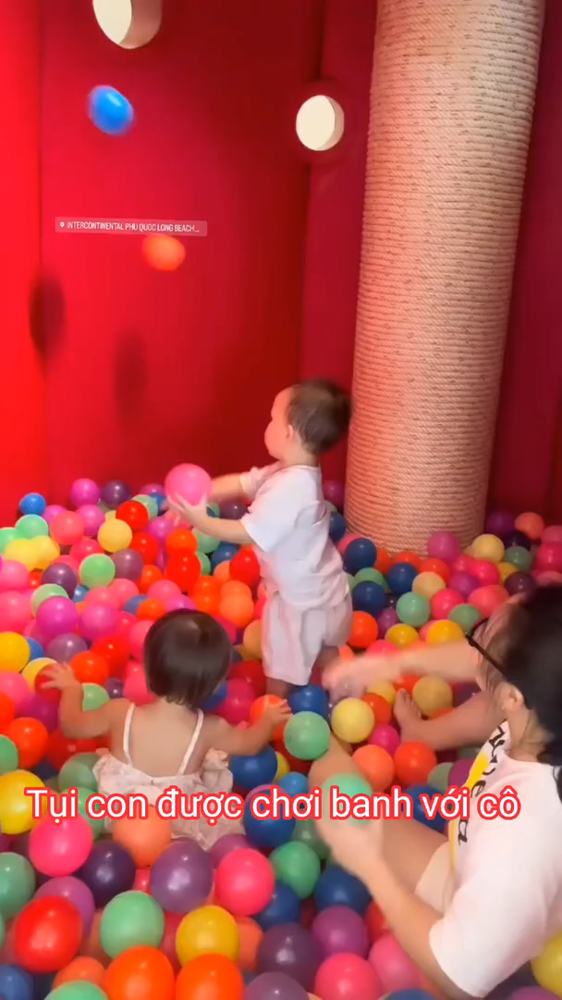 INTERCONTINENTAL PHU QUOC LONG BEACH...
Tụi con được chơi banh với cô